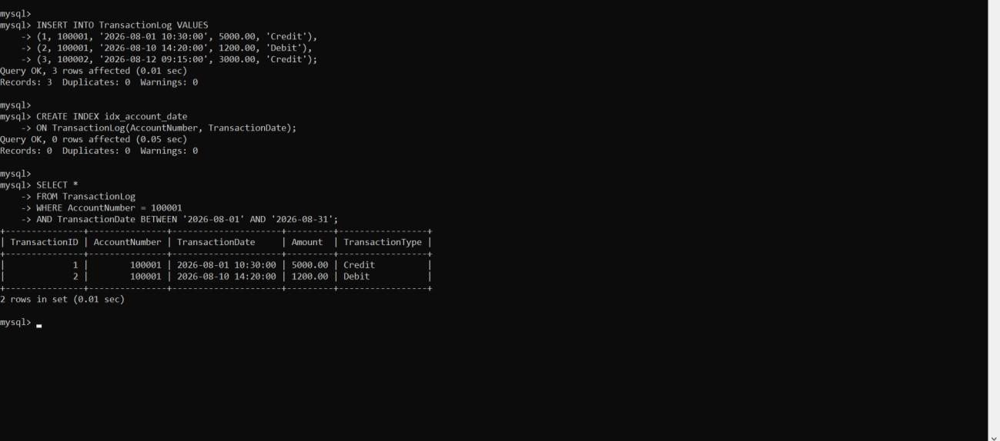 mysql>
mysql> INSERT INTO TransactionLog VALUES
    -> (1, 100001, '2026-08-01 10:30:00', 5000.00, 'Credit'),
    -> (2, 100001, '2026-08-10 14:20:00', 1200.00, 'Debit'),
    -> (3, 100002, '2026-08-12 09:15:00', 3000.00, 'Credit');
Query OK, 3 rows affected (0.01 sec)
Records: 3  Duplicates: 0  Warnings: 0

mysql>
mysql> CREATE INDEX idx_account_date
    -> ON TransactionLog(AccountNumber, TransactionDate);
Query OK, 0 rows affected (0.05 sec)
Records: 0  Duplicates: 0  Warnings: 0

mysql>
mysql> SELECT *
    -> FROM TransactionLog
    -> WHERE AccountNumber = 100001
    -> AND TransactionDate BETWEEN '2026-08-01' AND '2026-08-31';
+---------------+---------------+---------------------+---------+-----------------+
| TransactionID | AccountNumber | TransactionDate     | Amount  | TransactionType |
+---------------+---------------+---------------------+---------+-----------------+
|             1 |        100001 | 2026-08-01 10:30:00 | 5000.00 | Credit          |
|             2 |        100001 | 2026-08-10 14:20:00 | 1200.00 | Debit           |
+---------------+---------------+---------------------+---------+-----------------+
2 rows in set (0.01 sec)

mysql>